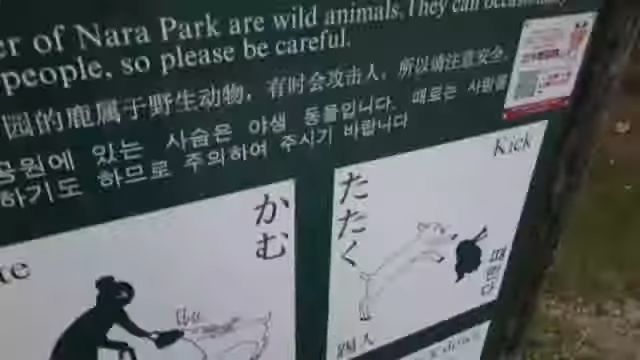 er of Nara Park are wild animals. They can occasionally
people, so please be careful.
园的鹿属于野生动物，有时会攻击人，所以请注意安全。
공원에 있는 사슴은 야생 동물입니다. 때로는 사람을
하기도 하므로 주의하여 주시기 바랍니다
かむ
たたく
Kick
때린다
踢人
te